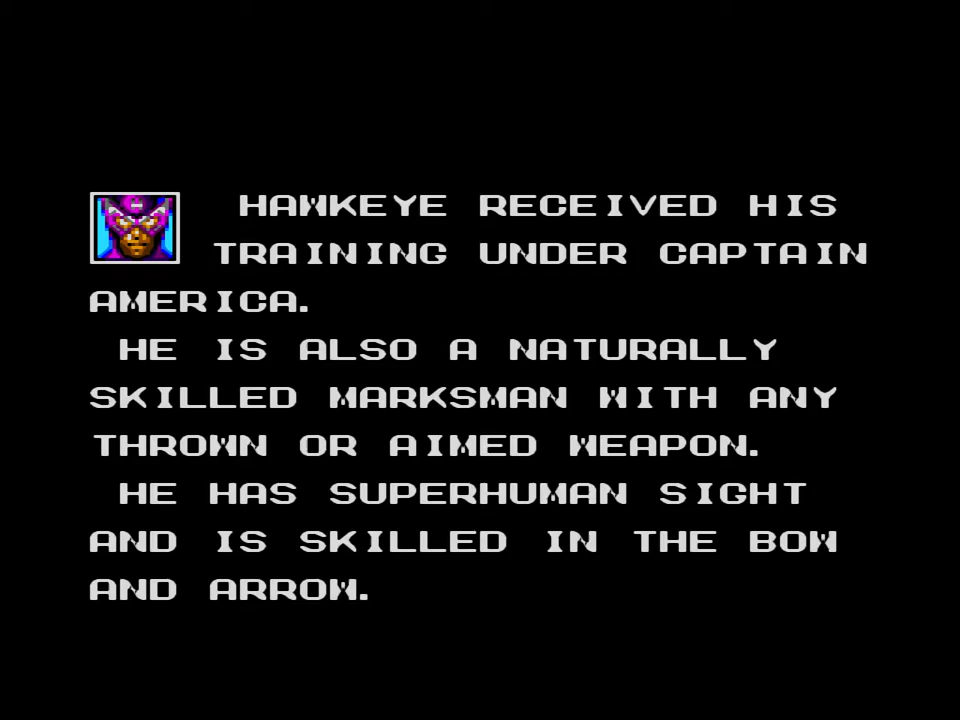 HAWKEYE RECEIVED HIS
TRAINING UNDER CAPTAIN
AMERICA.
HE IS ALSO A NATURALLY
SKILLED MARKSMAN WITH ANY
THROWN OR AIMED WEAPON.
HE HAS SUPERHUMAN SIGHT
AND IS SKILLED IN THE BOW
AND ARROW.